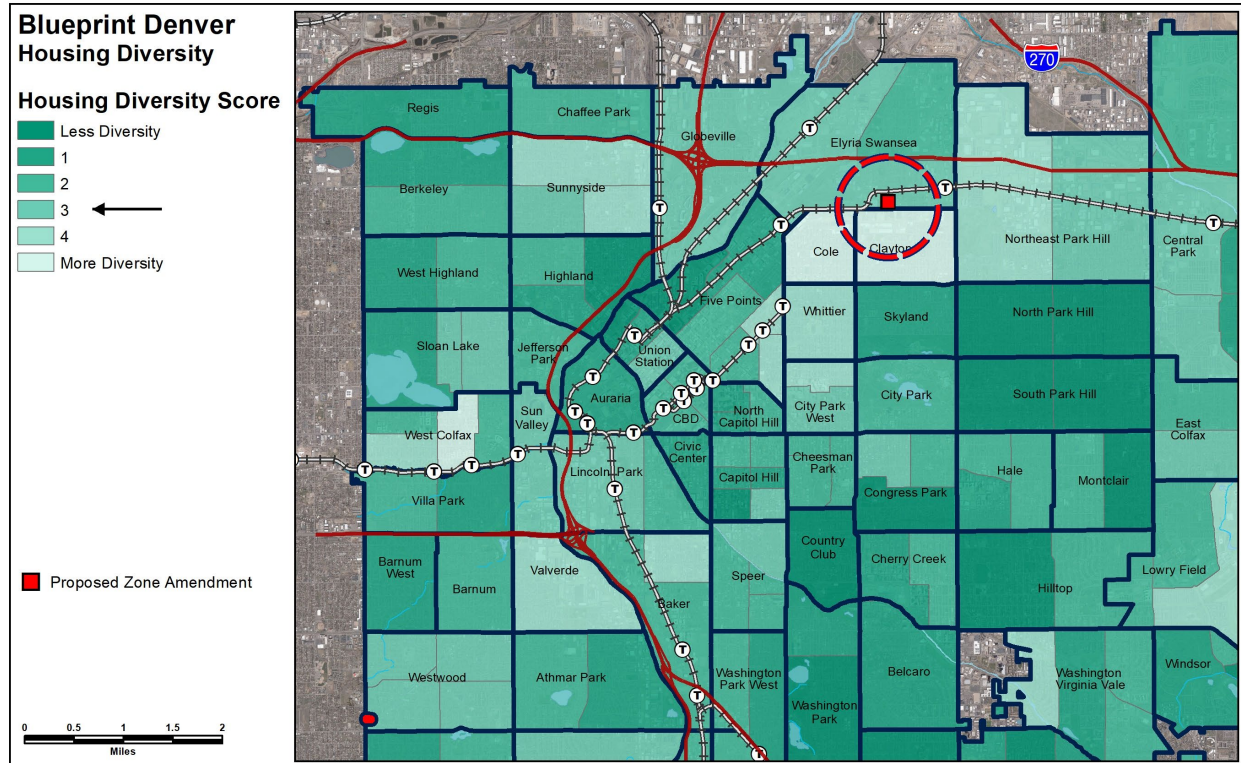 Blueprint Denver
Housing Diversity
Housing Diversity Score
Less Diversity
1
2
3
4
More Diversity
Proposed Zone Amendment
0 0.5 1 1.5 2
Miles
270
Regis
Chaffee Park
Globeville
Elyria Swansea
Berkeley
Sunnyside
T
T
T
T
T
Cole
Clayton
Northeast Park Hill
Central
Park
West Highland
Highland
Five Points
T
Whittier
Skyland
North Park Hill
Sloan Lake
Jefferson
Park
T
Union
Station
T
T
T
Auraria
T
T
T
T
T
T
T
CBD
North
Capitol Hill
City Park
West
City Park
South Park Hill
West Colfax
Sun
Valley
T
T
T
T
T
T
T
Civic
Center
Cheesman
Park
East
Colfax
Lincoln Park
T
Capitol Hill
Congress Park
Hale
Montclair
Villa Park
Barnum
West
Barnum
Valverde
Baker
Speer
Country
Club
Cherry Creek
Hilltop
Lowry Field
Westwood
Athmar Park
T
T
T
Washington
Park West
Washington
Park
Belcaro
Washington
Virginia Vale
Windsor